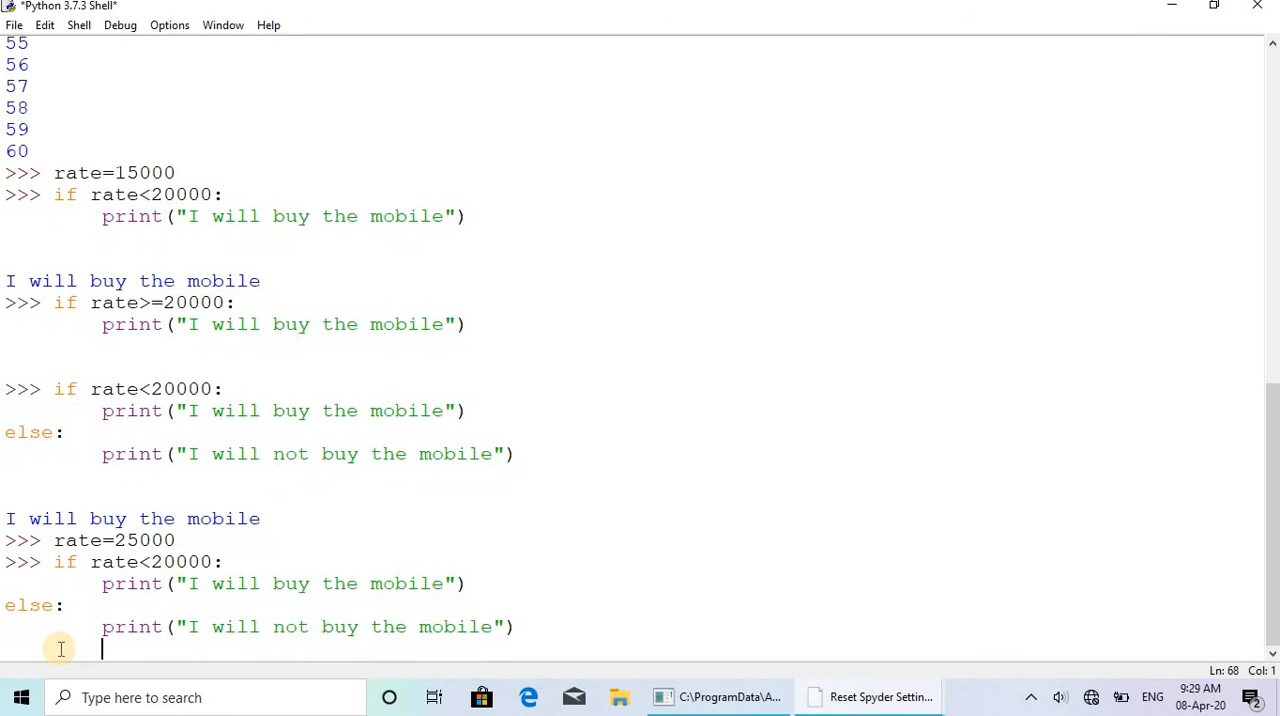 *Python 3.7.3 Shell*
File Edit Shell Debug Options Window Help
55
56
57
58
59
60
>>> rate=15000
>>> if rate<20000:
        print("I will buy the mobile")
I will buy the mobile
>>> if rate>=20000:
        print("I will buy the mobile")
>>> if rate<20000:
        print("I will buy the mobile")
else:
        print("I will not buy the mobile")
I will buy the mobile
>>> rate=25000
>>> if rate<20000:
        print("I will buy the mobile")
else:
        print("I will not buy the mobile")
Ln: 68 Col: 1
Type here to search
C:\ProgramData\A...
Reset Spyder Settin...
ENG
9:29 AM
08-Apr-20
2